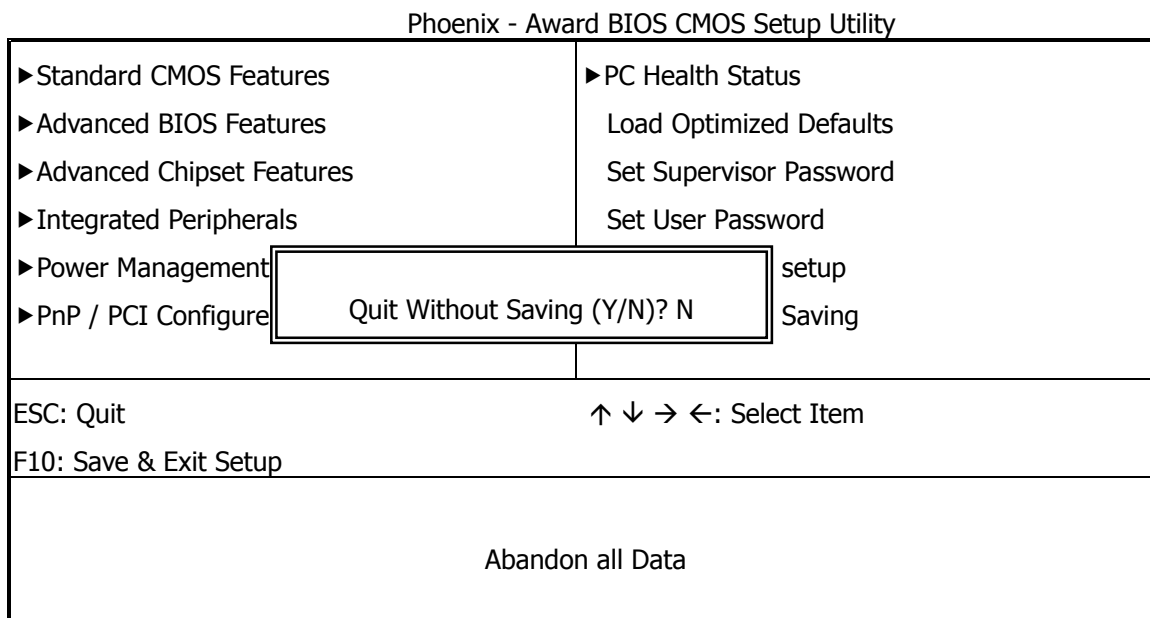 Phoenix - Award BIOS CMOS Setup Utility
▶Standard CMOS Features
▶Advanced BIOS Features
▶Advanced Chipset Features
▶Integrated Peripherals
▶Power Management
▶PnP / PCI Configure
▶PC Health Status
Load Optimized Defaults
Set Supervisor Password
Set User Password
setup
Saving
Quit Without Saving (Y/N)? N
ESC: Quit
↑ ↓ → ←: Select Item
F10: Save & Exit Setup
Abandon all Data